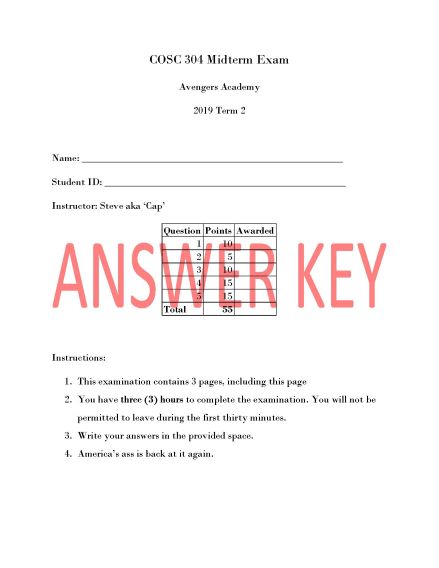 COSC 304 Midterm Exam
Avengers Academy
2019 Term 2
Name: ___________________________________________
Student ID: ________________________________________
Instructor: Steve aka ‘Cap’
Question Points Awarded
1 10
2 5
3 10
4 15
5 15
Total 55
ANSWER KEY
Instructions:
1. This examination contains 3 pages, including this page
2. You have three (3) hours to complete the examination. You will not be
permitted to leave during the first thirty minutes.
3. Write your answers in the provided space.
4. America’s ass is back at it again.